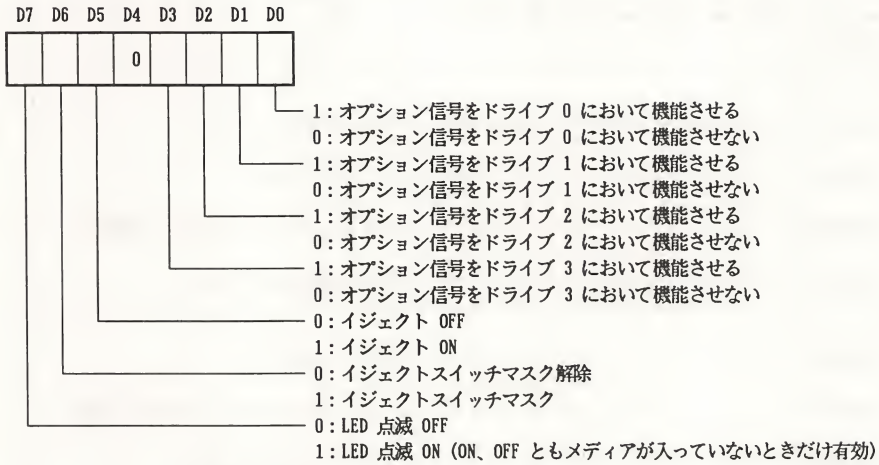 D7 D6 D5 D4 D3 D2 D1 D0
0
1:オプション信号をドライブ 0 において機能させる
0:オプション信号をドライブ 0 において機能させない
1:オプション信号をドライブ 1 において機能させる
0:オプション信号をドライブ 1 において機能させない
1:オプション信号をドライブ 2 において機能させる
0:オプション信号をドライブ 2 において機能させない
1:オプション信号をドライブ 3 において機能させる
0:オプション信号をドライブ 3 において機能させない
0:イジェクト OFF
1:イジェクト ON
0:イジェクトスイッチマスク解除
1:イジェクトスイッチマスク
0:LED 点滅 OFF
1:LED 点滅 ON (ON、OFF ともメディアが入っていないときだけ有効)